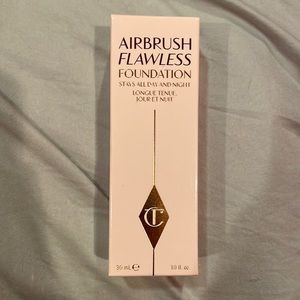 AIRBRUSH
FLAWLESS
FOUNDATION
STAYS ALL DAY AND NIGHT
LONGUE TENUE,
JOUR ET NUIT
CT
30 mL ℮ 1.0 fl. oz